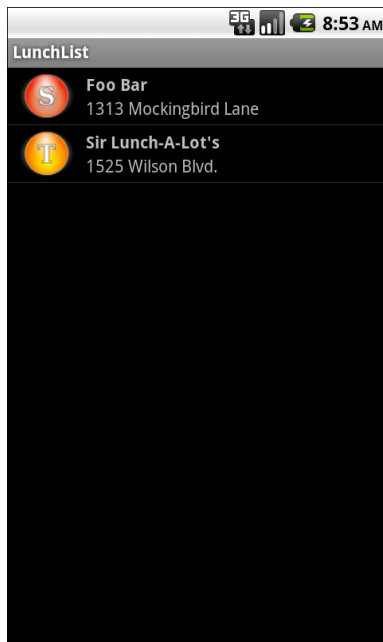 3G 8:53 AM
LunchList
S
Foo Bar
1313 Mockingbird Lane
T
Sir Lunch-A-Lot's
1525 Wilson Blvd.